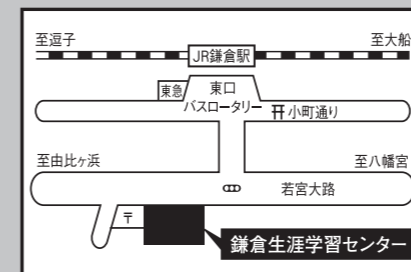 至逗子
至大船
JR鎌倉駅
東急
東口
バスロータリー
小町通り
至由比ヶ浜
至八幡宮
若宮大路
〒
鎌倉生涯学習センター